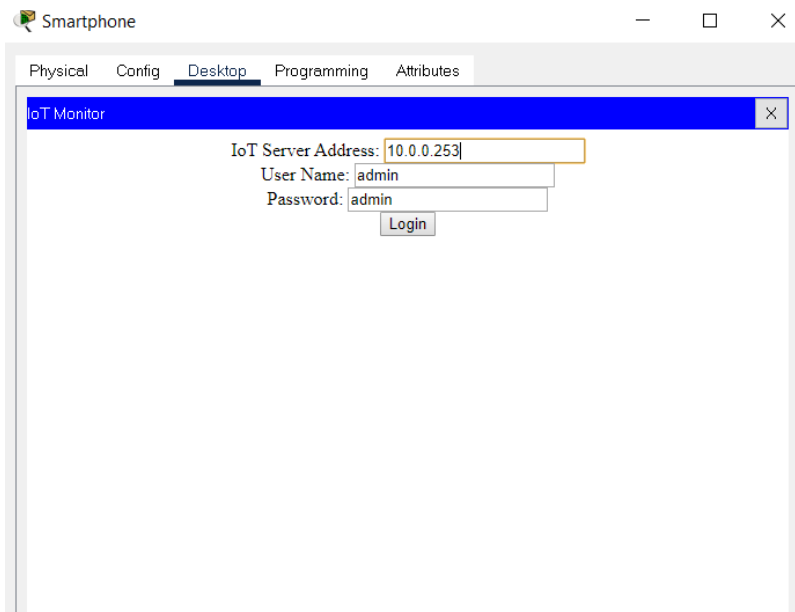 Smartphone
Physical Config Desktop Programming Attributes
IoT Monitor
IoT Server Address: 10.0.0.253
User Name: admin
Password: admin
Login